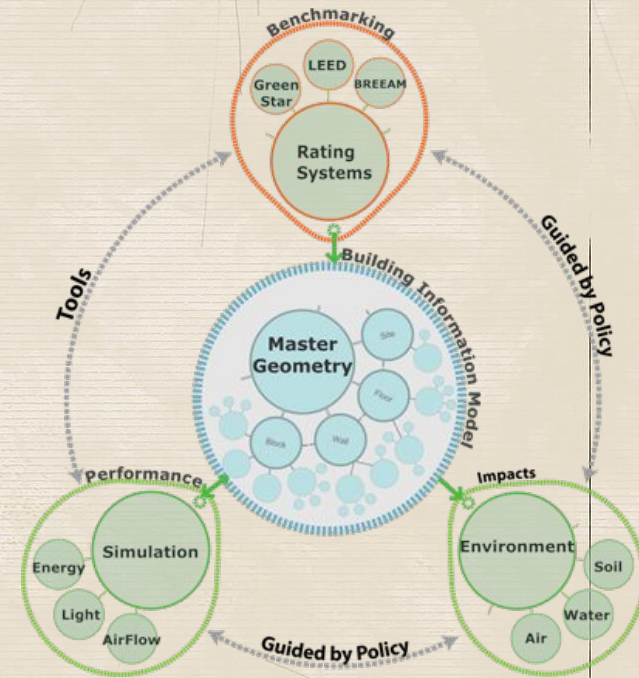 Benchmarking
LEED
Green
Star
BREEAM
Rating
Systems
Tools
Guided by Policy
Building Information Model
Master
Geometry
Site
Floor
Block
Wall
Performance
Simulation
Energy
Light
AirFlow
Impacts
Environment
Soil
Water
Air
Guided by Policy